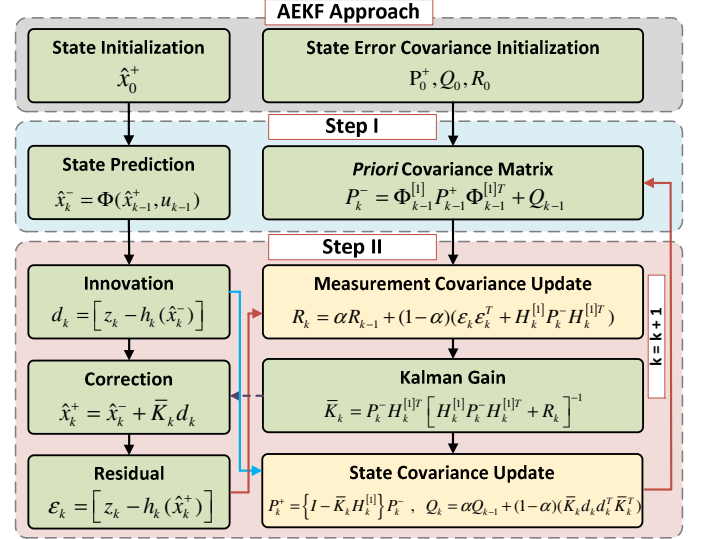 AEKF Approach
State Initialization
x̂₀⁺
State Error Covariance Initialization
P₀⁺, Q₀, R₀
Step I
State Prediction
x̂ₖ⁻ = Φ(x̂ₖ₋₁⁺, uₖ₋₁)
Priori Covariance Matrix
Pₖ⁻ = Φₖ₋₁^[1] Pₖ₋₁⁺ Φₖ₋₁^[1]T + Qₖ₋₁
Step II
Innovation
dₖ = [zₖ − hₖ(x̂ₖ⁻)]
Measurement Covariance Update
Rₖ = αRₖ₋₁ + (1−α)(εₖεₖᵀ + Hₖ^[1] Pₖ⁻ Hₖ^[1]T)
Correction
x̂ₖ⁺ = x̂ₖ⁻ + K̄ₖdₖ
Kalman Gain
K̄ₖ = Pₖ⁻ Hₖ^[1]T [Hₖ^[1] Pₖ⁻ Hₖ^[1]T + Rₖ]⁻¹
Residual
εₖ = [zₖ − hₖ(x̂ₖ⁺)]
State Covariance Update
Pₖ⁺ = {I − K̄ₖHₖ^[1]}Pₖ⁻ , Qₖ = αQₖ₋₁ + (1−α)(K̄ₖdₖdₖᵀK̄ₖᵀ)
k = k + 1